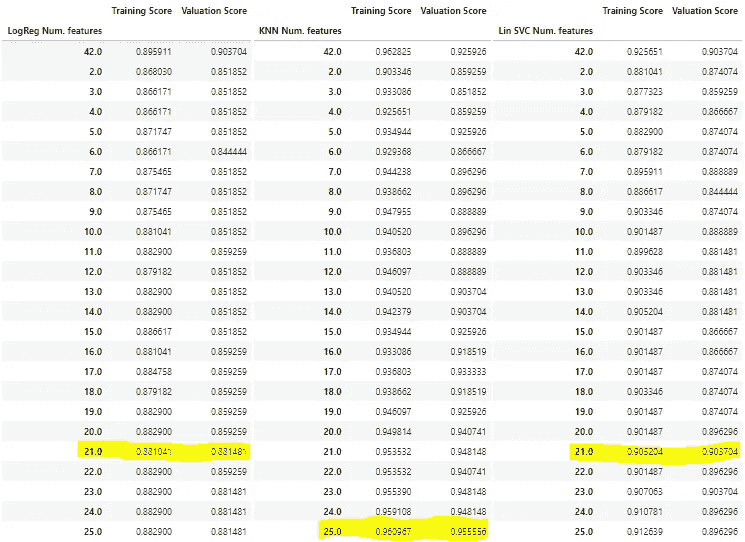 Training Score Valuation Score Training Score Valuation Score Training Score Valuation Score
LogReg Num. features KNN Num. features Lin SVC Num. features
42.0 0.895911 0.903704 42.0 0.962825 0.925926 42.0 0.925651 0.903704
2.0 0.868030 0.851852 2.0 0.903346 0.859259 2.0 0.881041 0.874074
3.0 0.866171 0.851852 3.0 0.933086 0.851852 3.0 0.877323 0.859259
4.0 0.866171 0.851852 4.0 0.925651 0.859259 4.0 0.879182 0.866667
5.0 0.871747 0.851852 5.0 0.934944 0.925926 5.0 0.882900 0.874074
6.0 0.866171 0.844444 6.0 0.929368 0.866667 6.0 0.879182 0.874074
7.0 0.875465 0.851852 7.0 0.944238 0.896296 7.0 0.895911 0.888889
8.0 0.871747 0.851852 8.0 0.938662 0.896296 8.0 0.886617 0.844444
9.0 0.875465 0.851852 9.0 0.947955 0.888889 9.0 0.903346 0.874074
10.0 0.881041 0.851852 10.0 0.940520 0.896296 10.0 0.901487 0.888889
11.0 0.882900 0.859259 11.0 0.936803 0.888889 11.0 0.899628 0.881481
12.0 0.879182 0.851852 12.0 0.946097 0.888889 12.0 0.903346 0.881481
13.0 0.882900 0.851852 13.0 0.940520 0.903704 13.0 0.903346 0.881481
14.0 0.882900 0.851852 14.0 0.942379 0.903704 14.0 0.905204 0.881481
15.0 0.886617 0.851852 15.0 0.934944 0.925926 15.0 0.901487 0.866667
16.0 0.881041 0.859259 16.0 0.933086 0.918519 16.0 0.901487 0.866667
17.0 0.884758 0.859259 17.0 0.936803 0.933333 17.0 0.901487 0.874074
18.0 0.879182 0.859259 18.0 0.938662 0.918519 18.0 0.903346 0.874074
19.0 0.882900 0.859259 19.0 0.946097 0.925926 19.0 0.901487 0.874074
20.0 0.882900 0.859259 20.0 0.949814 0.940741 20.0 0.901487 0.896296
21.0 0.881041 0.881481 21.0 0.953532 0.948148 21.0 0.905204 0.903704
22.0 0.882900 0.859259 22.0 0.953532 0.940741 22.0 0.901487 0.896296
23.0 0.882900 0.881481 23.0 0.955390 0.948148 23.0 0.907063 0.903704
24.0 0.882900 0.881481 24.0 0.959108 0.948148 24.0 0.910781 0.896296
25.0 0.882900 0.881481 25.0 0.960967 0.955556 25.0 0.912639 0.896296